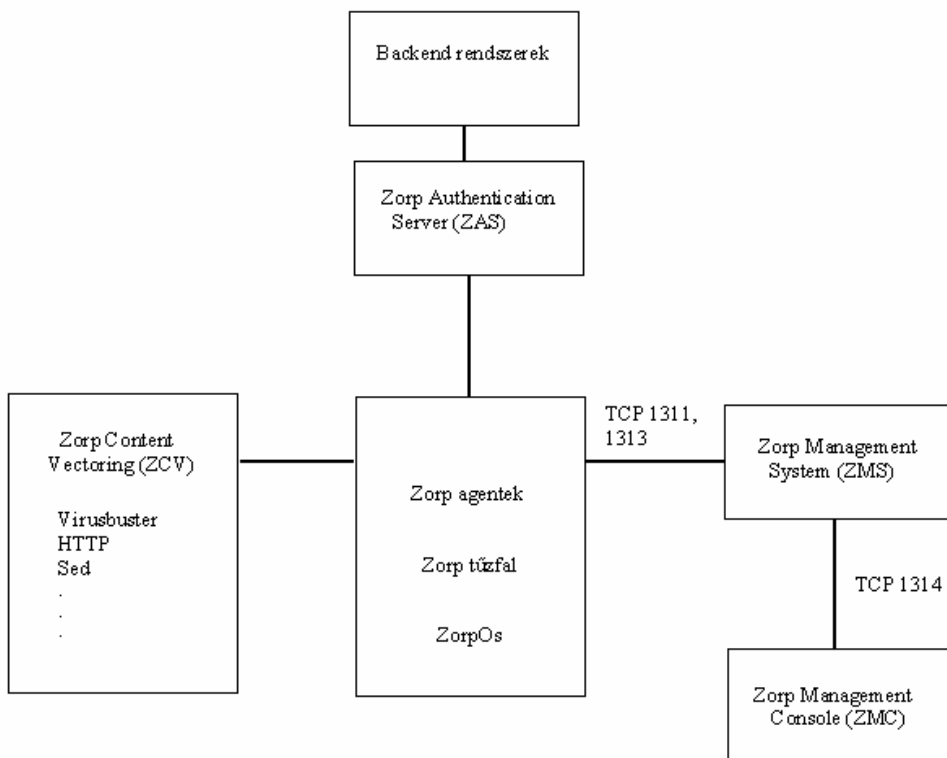 Backend rendszerek
Zorp Authentication
Server (ZAS)
Zorp Content
Vectoring (ZCV)
Virusbuster
HTTP
Sed
.
.
.
Zorp agentek
Zorp tűzfal
ZorpOs
TCP 1311,
1313
Zorp Management
System (ZMS)
TCP 1314
Zorp Management
Console (ZMC)